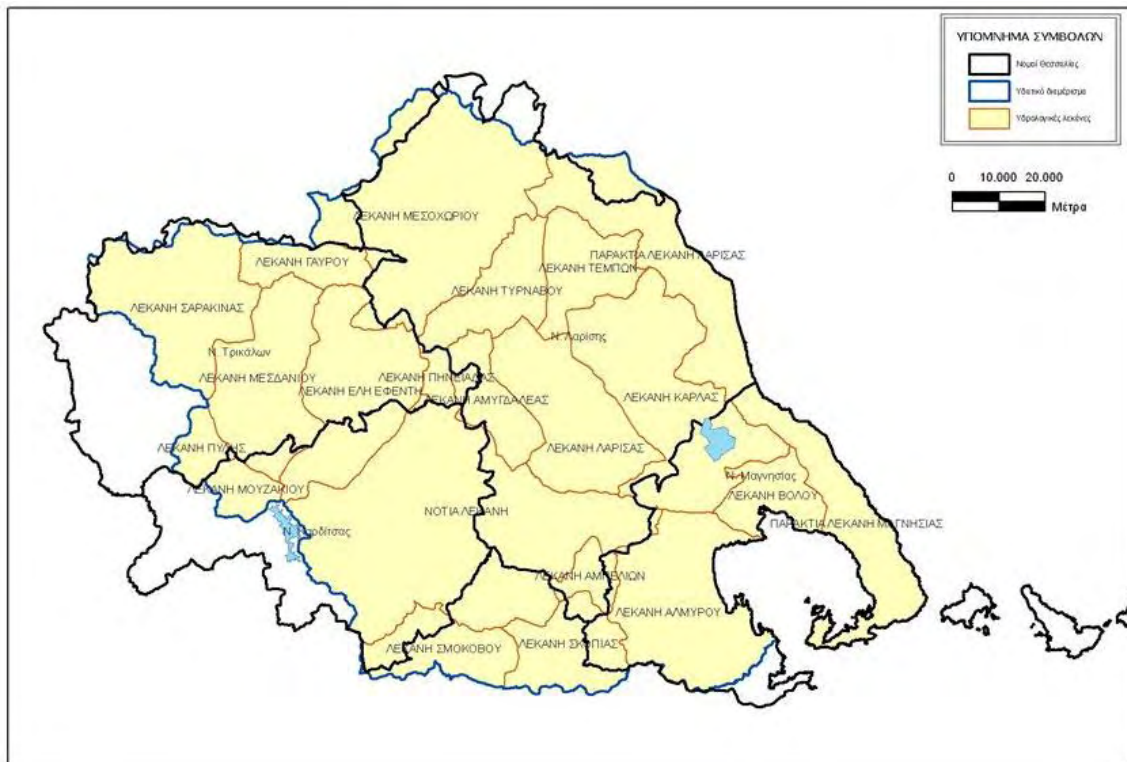 ΥΠΟΜΝΗΜΑ ΣΥΜΒΟΛΩΝ
Νομοί Θεσσαλίας
Υδατικό διαμέρισμα
Υδρολογικές λεκάνες
0 10.000 20.000
Μέτρα
ΛΕΚΑΝΗ ΜΕΣΟΧΩΡΙΟΥ
ΠΑΡΑΚΤΙΑ ΛΕΚΑΝΗ ΛΑΡΙΣΑΣ
ΛΕΚΑΝΗ ΓΑΥΡΟΥ
ΛΕΚΑΝΗ ΤΕΜΠΩΝ
ΛΕΚΑΝΗ ΤΥΡΝΑΒΟΥ
ΛΕΚΑΝΗ ΣΑΡΑΚΙΝΑΣ
Ν. Λαρίσης
Ν. Τρικάλων
ΛΕΚΑΝΗ ΜΕΣΔΑΝΙΟΥ
ΛΕΚΑΝΗ ΠΗΝΕΙΑΔΑΣ
ΛΕΚΑΝΗ ΕΛΗ ΕΦΕΝΤΗ
ΛΕΚΑΝΗ ΑΜΥΓΔΑΛΕΑΣ
ΛΕΚΑΝΗ ΚΑΡΛΑΣ
ΛΕΚΑΝΗ ΠΥΛΗΣ
ΛΕΚΑΝΗ ΛΑΡΙΣΑΣ
Ν. Μαγνησίας
ΛΕΚΑΝΗ ΜΟΥΖΑΚΙΟΥ
ΛΕΚΑΝΗ ΒΟΛΟΥ
ΝΟΤΙΑ ΛΕΚΑΝΗ
ΠΑΡΑΚΤΙΑ ΛΕΚΑΝΗ ΜΑΓΝΗΣΙΑΣ
Ν. Καρδίτσας
ΛΕΚΑΝΗ ΑΜΠΕΛΙΩΝ
ΛΕΚΑΝΗ ΑΛΜΥΡΟΥ
ΛΕΚΑΝΗ ΣΚΟΠΙΑΣ
ΛΕΚΑΝΗ ΣΜΟΚΟΒΟΥ